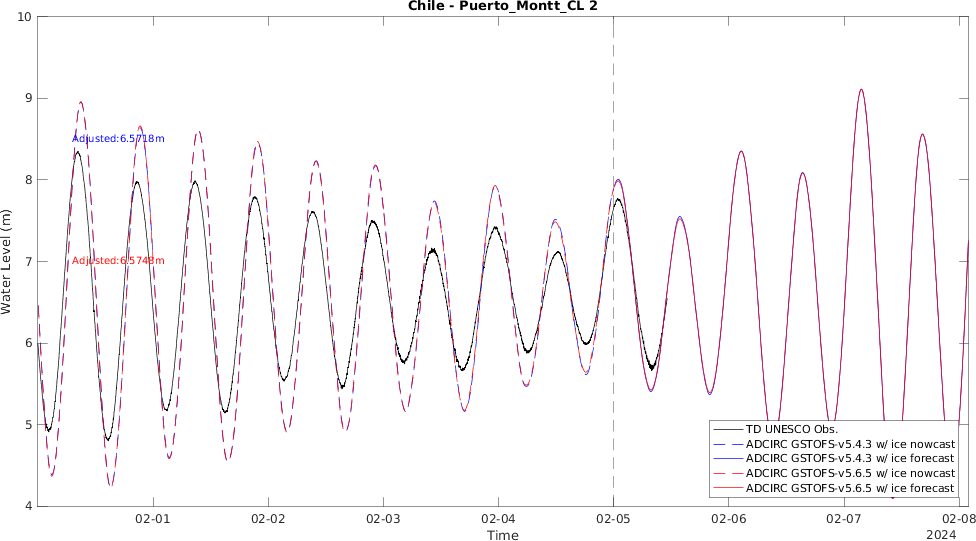 Chile - Puerto_Montt_CL 2
10
9
8
7
6
5
4
Water Level (m)
Adjusted:6.5718m
Adjusted:6.5748m
TD UNESCO Obs.
ADCIRC GSTOFS-v5.4.3 w/ ice nowcast
ADCIRC GSTOFS-v5.4.3 w/ ice forecast
ADCIRC GSTOFS-v5.6.5 w/ ice nowcast
ADCIRC GSTOFS-v5.6.5 w/ ice forecast
02-01 02-02 02-03 02-04 02-05 02-06 02-07 02-08
Time
2024